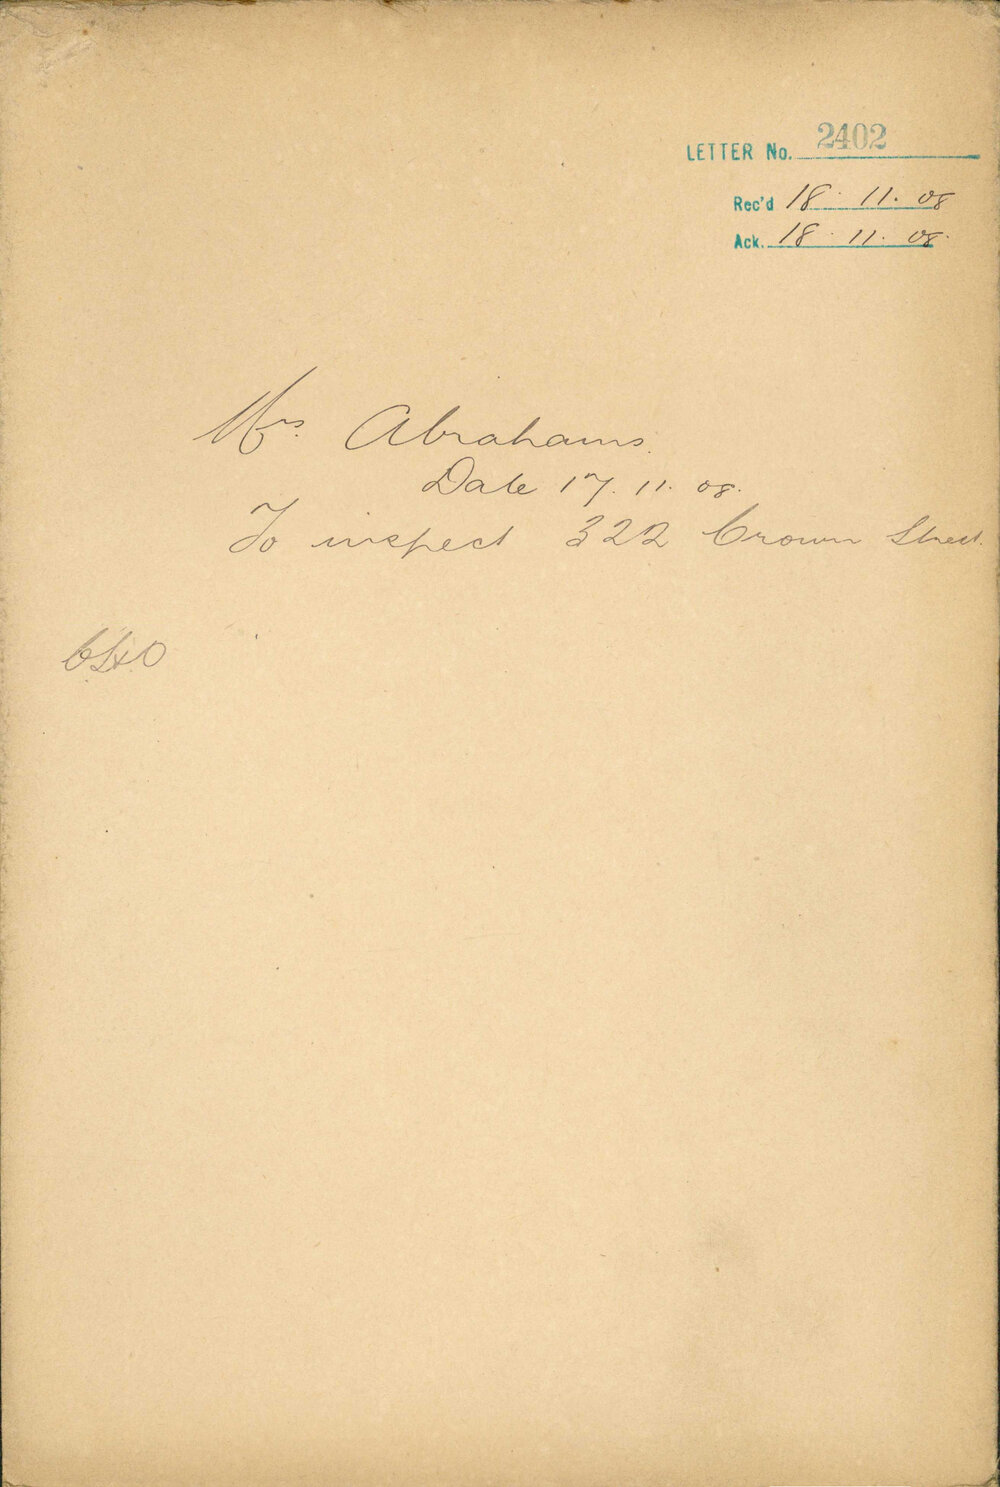 LETTER No. 2402
Rec'd 18. 11. 08
Ack. 18. 11. 08.
Mrs. Abrahams.
Date 17. 11. 08.
To inspect 322 Crown Street.